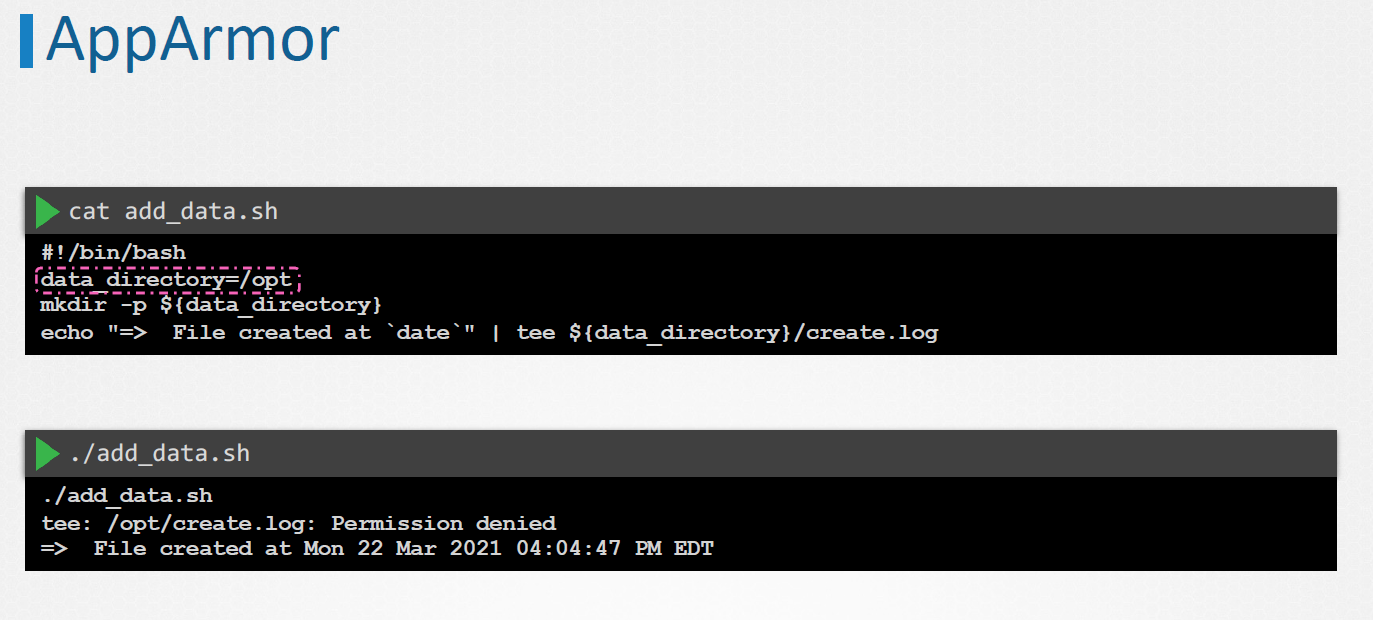 AppArmor
cat add_data.sh
#!/bin/bash
data_directory=/opt
mkdir -p ${data_directory}
echo "=>  File created at `date`" | tee ${data_directory}/create.log
./add_data.sh
./add_data.sh
tee: /opt/create.log: Permission denied
=>  File created at Mon 22 Mar 2021 04:04:47 PM EDT